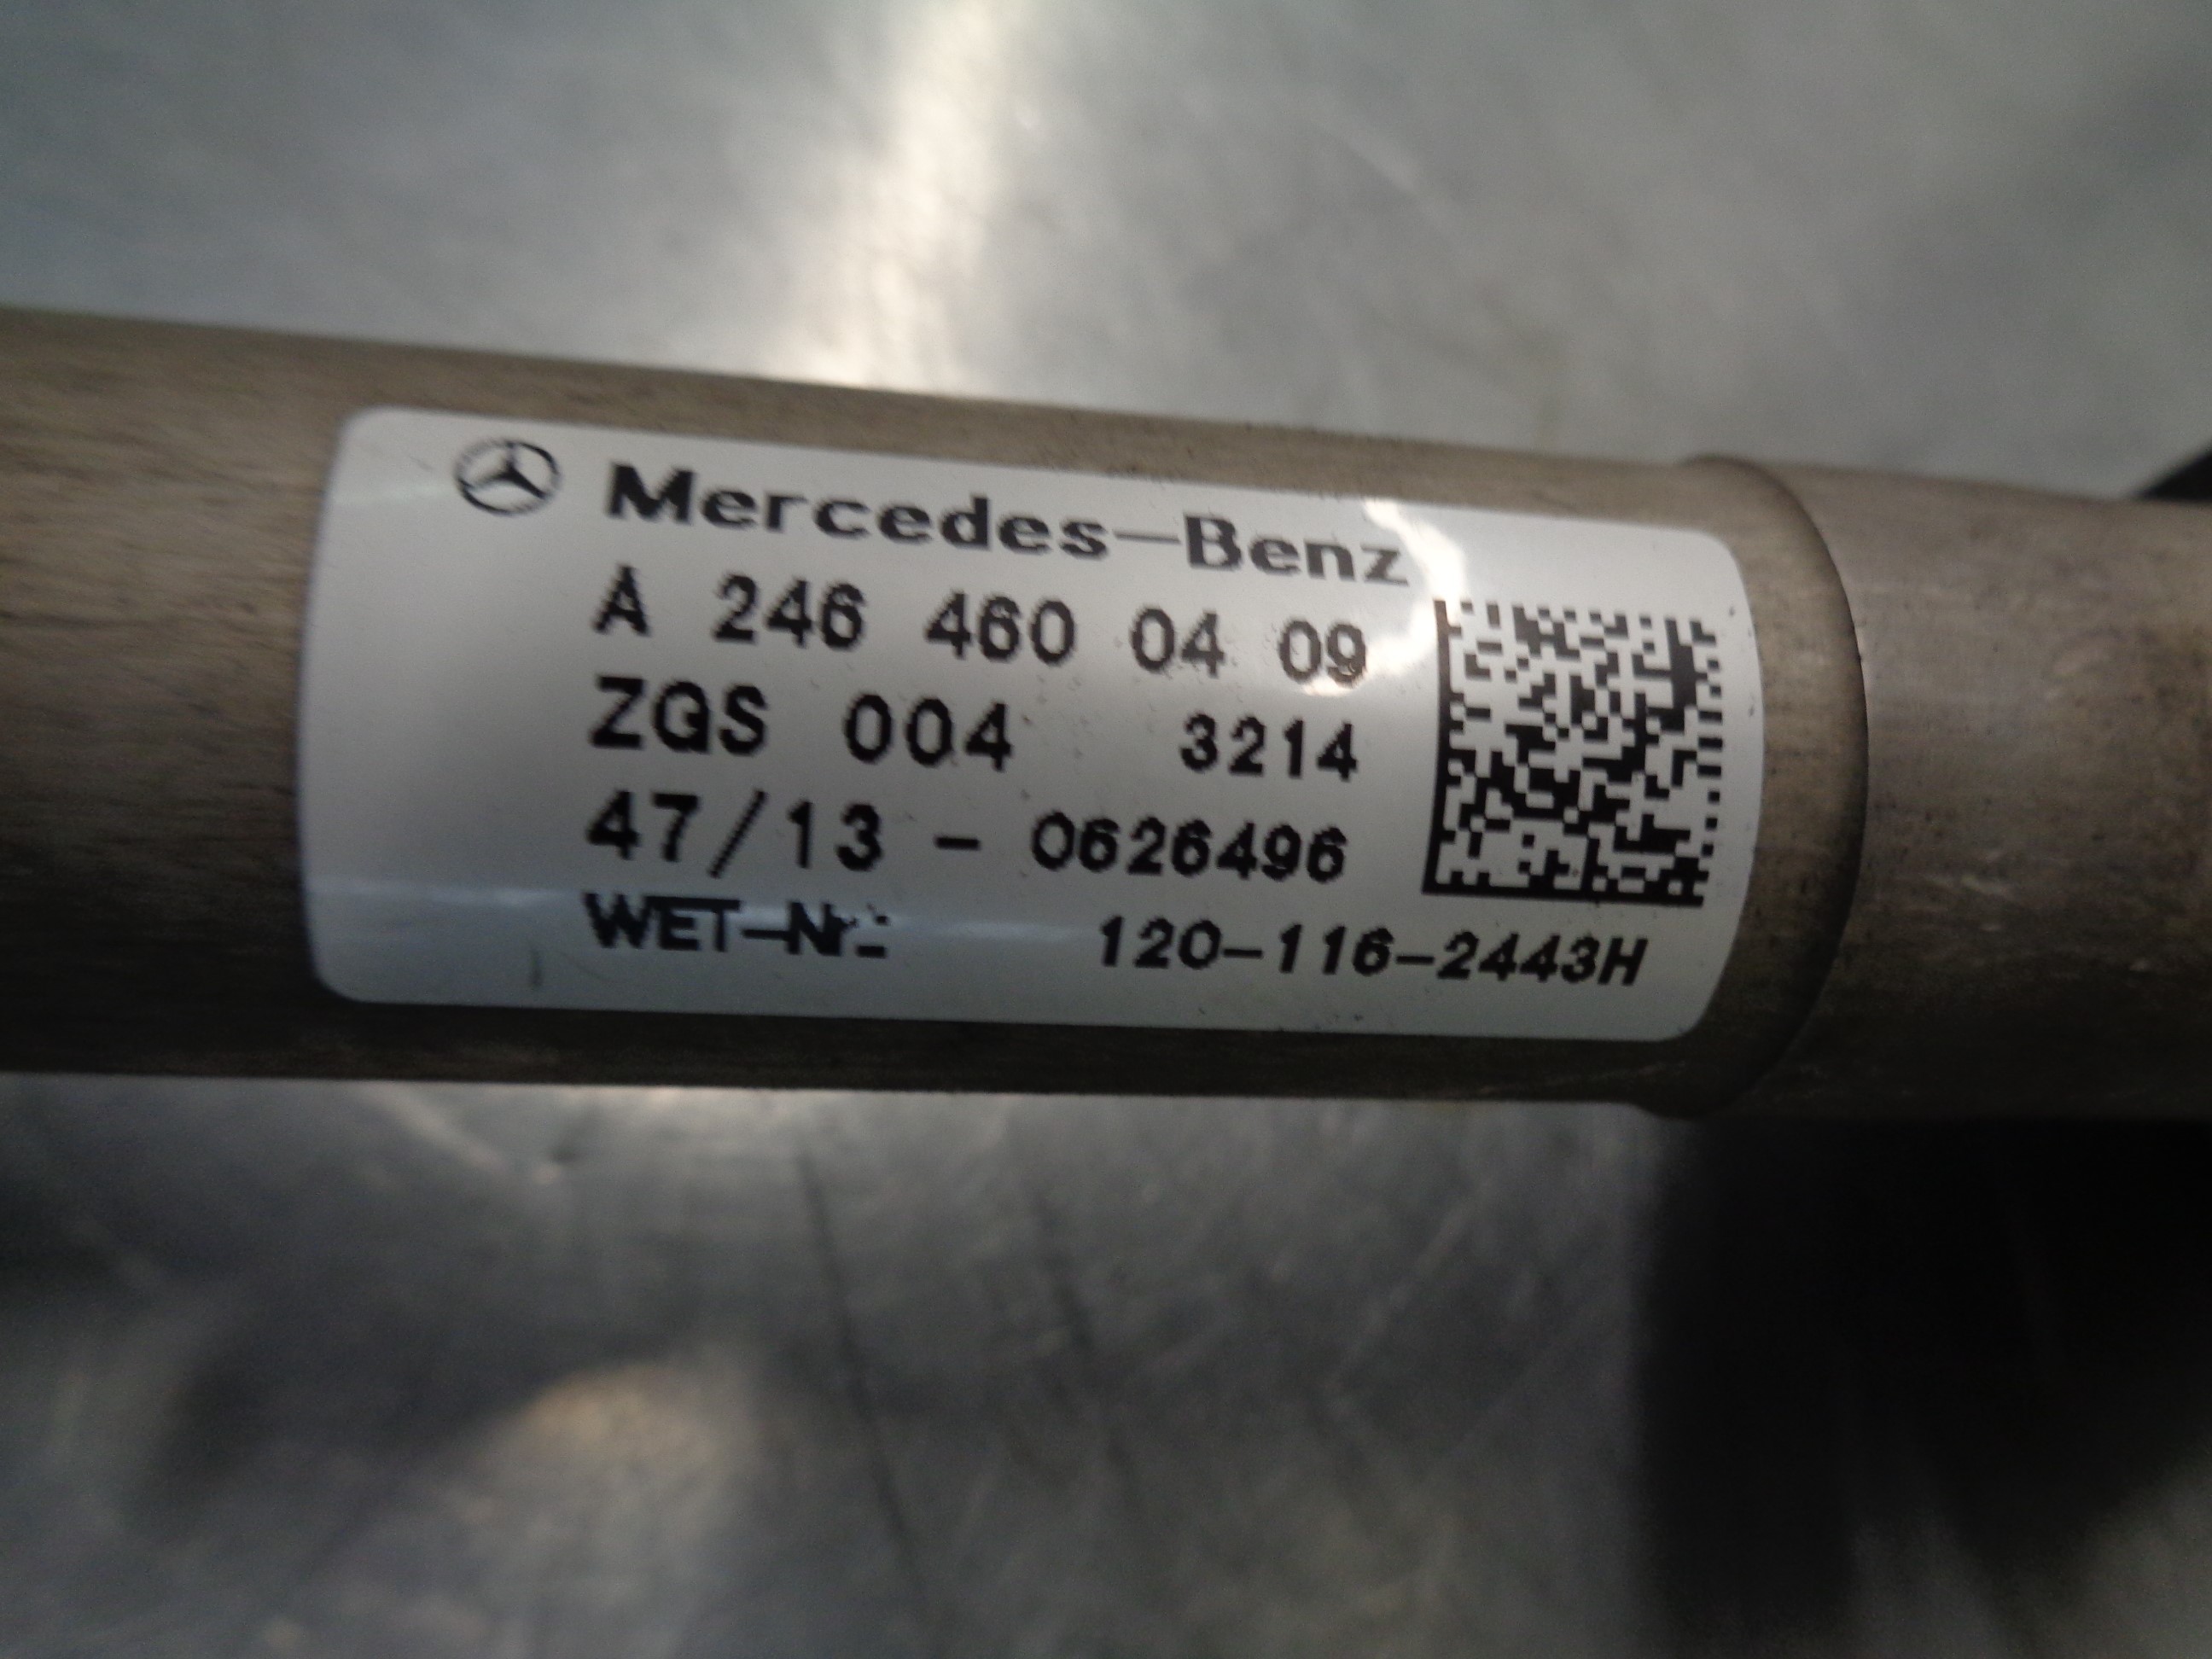 Mercedes-Benz
A 246 460 04 09
ZGS 004 3214
47/13 - 0626496
WET-Nr.: 120-116-2443H